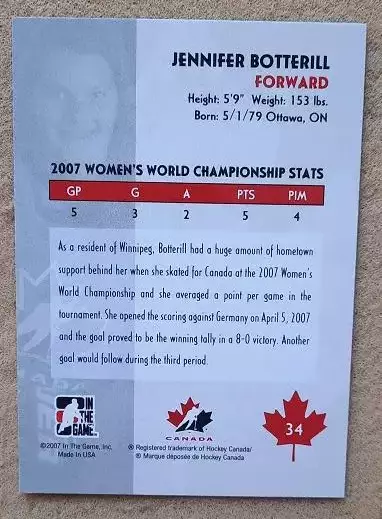 JENNIFER BOTTERILL
FORWARD
Height: 5'9" Weight: 153 lbs.
Born: 5/1/79 Ottawa, ON
2007 WOMEN'S WORLD CHAMPIONSHIP STATS
GP G A PTS PIM
5 3 2 5 4
As a resident of Winnipeg, Botterill had a huge amount of hometown
support behind her when she skated for Canada at the 2007 Women's
World Championship and she averaged a point per game in the
tournament. She opened the scoring against Germany on April 5, 2007
and the goal proved to be the winning tally in a 8-0 victory. Another
goal would follow during the third period.
IN
THE
GAME
©2007 In The Game, Inc.
Made In USA
CANADA
® Registered trademark of Hockey Canada/
® Marque déposée de Hockey Canada
34